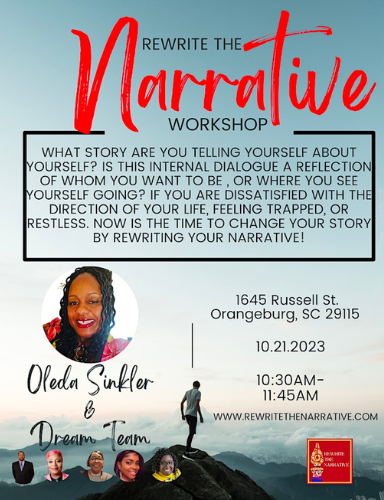 REWRITE THE
Narrative
WORKSHOP
WHAT STORY ARE YOU TELLING YOURSELF ABOUT
YOURSELF? IS THIS INTERNAL DIALOGUE A REFLECTION
OF WHOM YOU WANT TO BE , OR WHERE YOU SEE
YOURSELF GOING? IF YOU ARE DISSATISFIED WITH THE
DIRECTION OF YOUR LIFE, FEELING TRAPPED, OR
RESTLESS. NOW IS THE TIME TO CHANGE YOUR STORY
BY REWRITING YOUR NARRATIVE!
Oleda Sinkler
&
Dream Team
1645 Russell St.
Orangeburg, SC 29115
10.21.2023
10:30AM-
11:45AM
WWW.REWRITETHENARRATIVE.COM
REWRITE
THE
NARRATIVE